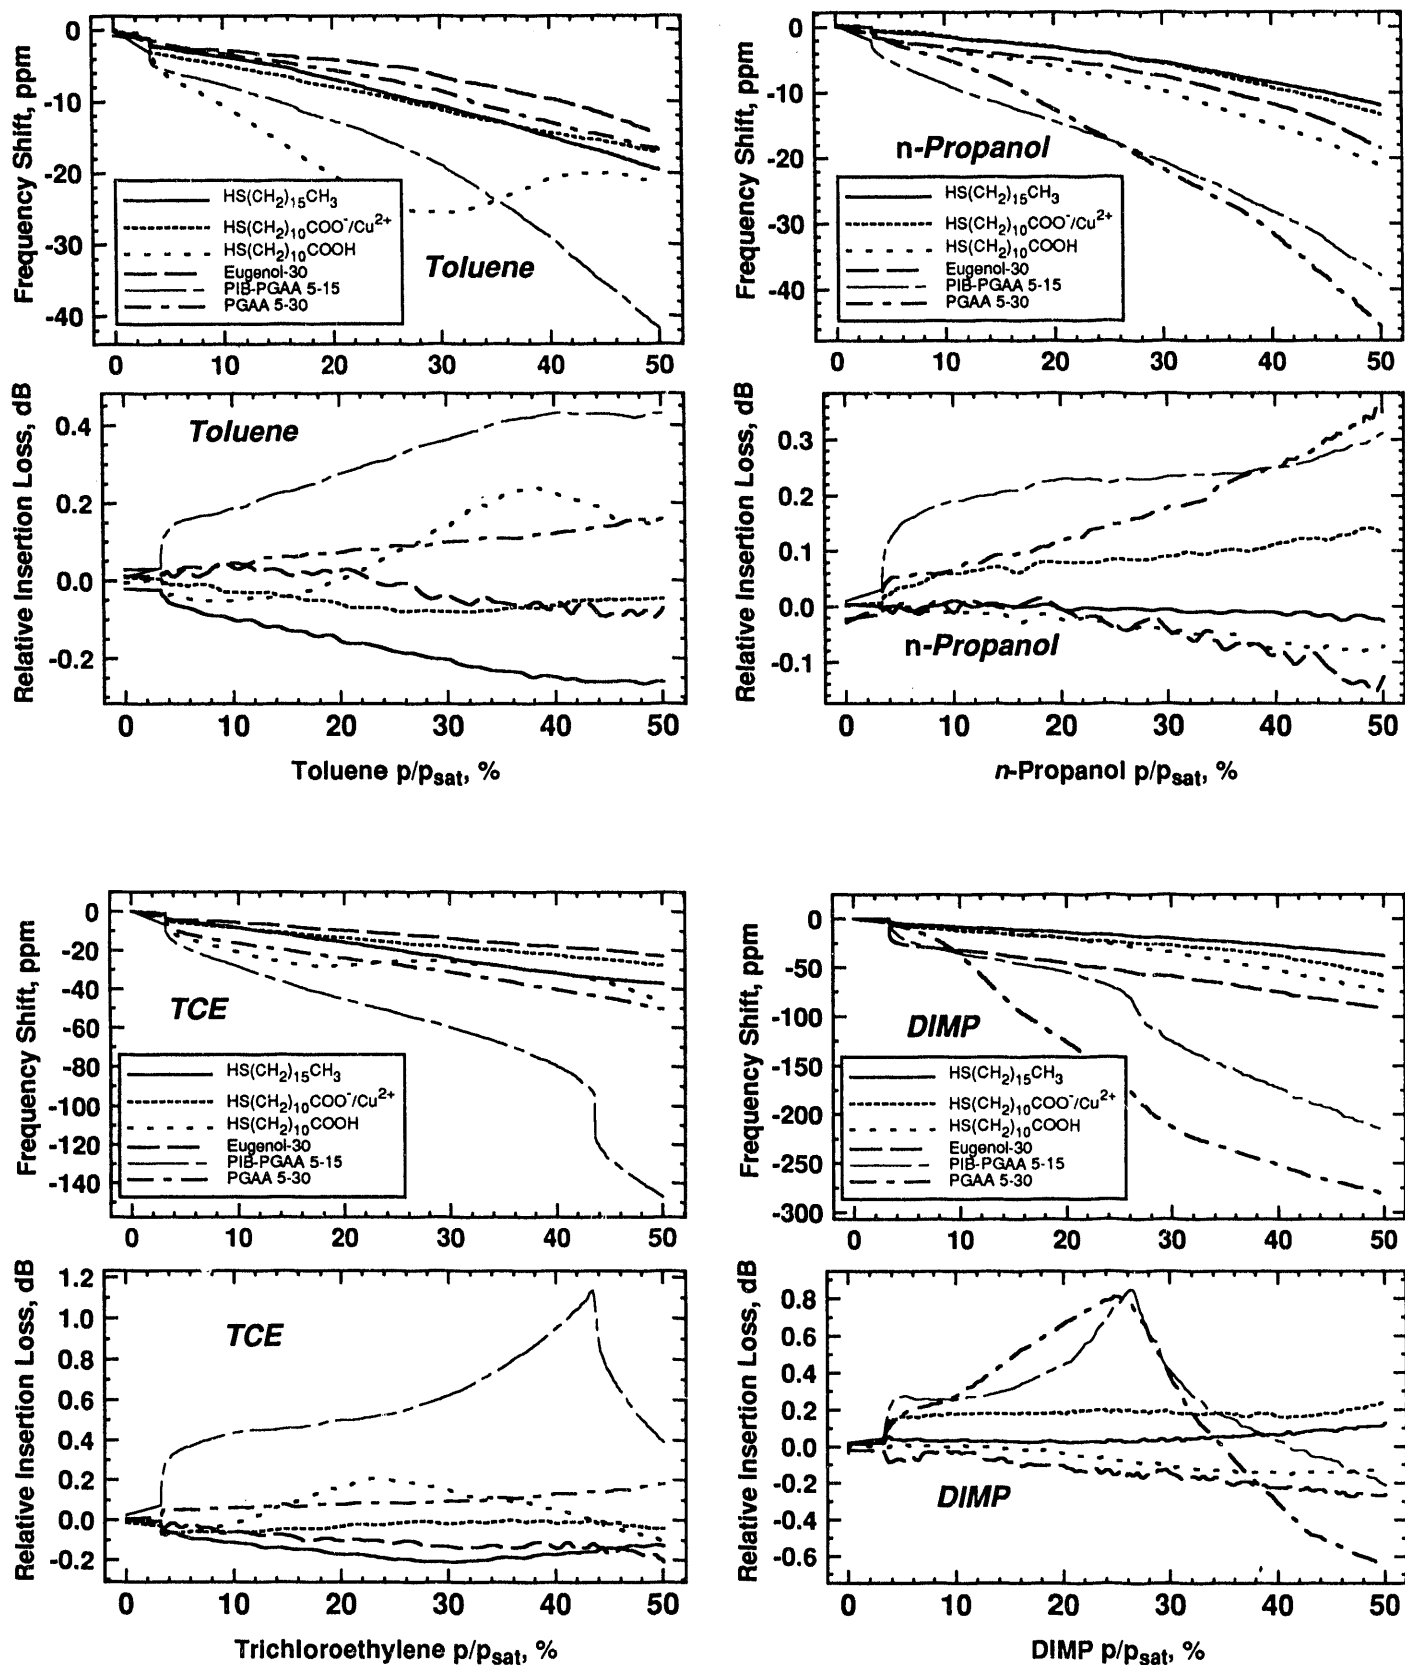 Frequency Shift, ppm
0
-10
-20
-30
-40
HS(CH2)15CH3
HS(CH2)10COO-/Cu2+
HS(CH2)10COOH
Eugenol-30
PIB-PGAA 5-15
PGAA 5-30
Toluene
0 10 20 30 40 50
Frequency Shift, ppm
0
-10
-20
-30
-40
n-Propanol
HS(CH2)15CH3
HS(CH2)10COO-/Cu2+
HS(CH2)10COOH
Eugenol-30
PIB-PGAA 5-15
PGAA 5-30
0 10 20 30 40 50
Relative Insertion Loss, dB
0.4
0.2
0.0
-0.2
Toluene
0 10 20 30 40 50
Toluene p/psat, %
Relative Insertion Loss, dB
0.3
0.2
0.1
0.0
-0.1
n-Propanol
0 10 20 30 40 50
n-Propanol p/psat, %
Frequency Shift, ppm
0
-20
-40
-60
-80
-100
-120
-140
TCE
HS(CH2)15CH3
HS(CH2)10COO-/Cu2+
HS(CH2)10COOH
Eugenol-30
PIB-PGAA 5-15
PGAA 5-30
0 10 20 30 40 50
Frequency Shift, ppm
0
-50
-100
-150
-200
-250
-300
DIMP
HS(CH2)15CH3
HS(CH2)10COO-/Cu2+
HS(CH2)10COOH
Eugenol-30
PIB-PGAA 5-15
PGAA 5-30
0 10 20 30 40 50
Relative Insertion Loss, dB
1.2
1.0
0.8
0.6
0.4
0.2
0.0
-0.2
TCE
0 10 20 30 40 50
Trichloroethylene p/psat, %
Relative Insertion Loss, dB
0.8
0.6
0.4
0.2
0.0
-0.2
-0.4
-0.6
DIMP
0 10 20 30 40 50
DIMP p/psat, %